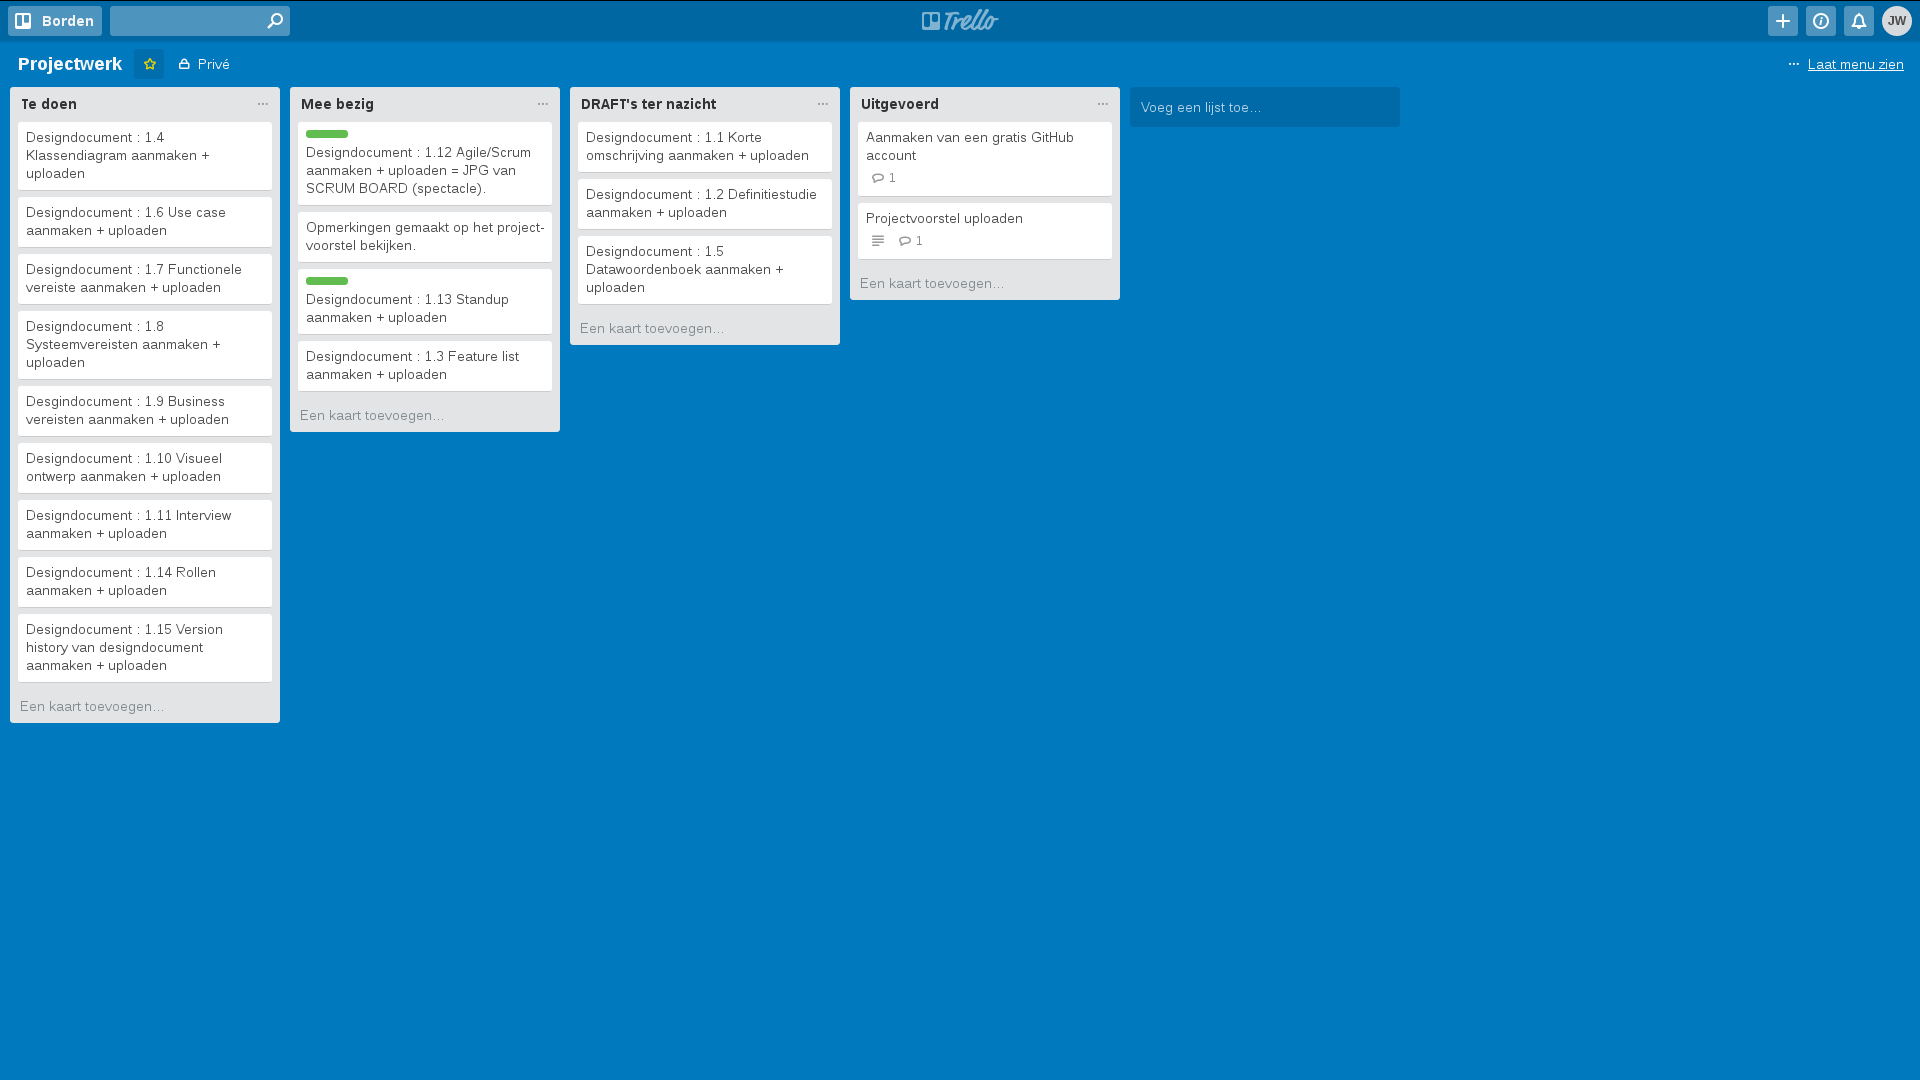 Borden
Trello
JW
Projectwerk
Privé
Laat menu zien
Te doen
Designdocument : 1.4
Klassendiagram aanmaken +
uploaden
Designdocument : 1.6 Use case
aanmaken + uploaden
Designdocument : 1.7 Functionele
vereiste aanmaken + uploaden
Designdocument : 1.8
Systeemvereisten aanmaken +
uploaden
Desgindocument : 1.9 Business
vereisten aanmaken + uploaden
Designdocument : 1.10 Visueel
ontwerp aanmaken + uploaden
Designdocument : 1.11 Interview
aanmaken + uploaden
Designdocument : 1.14 Rollen
aanmaken + uploaden
Designdocument : 1.15 Version
history van designdocument
aanmaken + uploaden
Een kaart toevoegen...
Mee bezig
Designdocument : 1.12 Agile/Scrum
aanmaken + uploaden = JPG van
SCRUM BOARD (spectacle).
Opmerkingen gemaakt op het project-
voorstel bekijken.
Designdocument : 1.13 Standup
aanmaken + uploaden
Designdocument : 1.3 Feature list
aanmaken + uploaden
Een kaart toevoegen...
DRAFT's ter nazicht
Designdocument : 1.1 Korte
omschrijving aanmaken + uploaden
Designdocument : 1.2 Definitiestudie
aanmaken + uploaden
Designdocument : 1.5
Datawoordenboek aanmaken +
uploaden
Een kaart toevoegen...
Uitgevoerd
Aanmaken van een gratis GitHub
account
1
Projectvoorstel uploaden
1
Een kaart toevoegen...
Voeg een lijst toe...